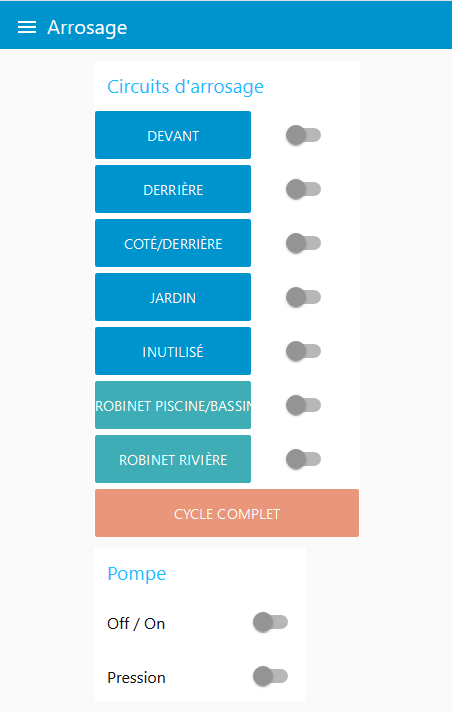 Arrosage
Circuits d'arrosage
DEVANT
DERRIÈRE
COTÉ/DERRIÈRE
JARDIN
INUTILISÉ
ROBINET PISCINE/BASSIN
ROBINET RIVIÈRE
CYCLE COMPLET
Pompe
Off / On
Pression